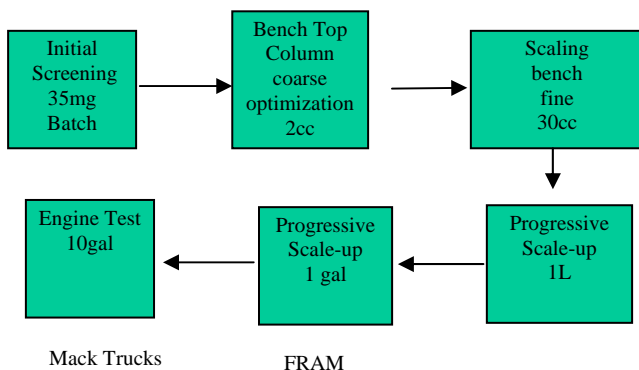 Initial
Screening
35mg
Batch
Bench Top
Column
coarse
optimization
2cc
Scaling
bench
fine
30cc
Engine Test
10gal
Progressive
Scale-up
1 gal
Progressive
Scale-up
1L
Mack Trucks
FRAM